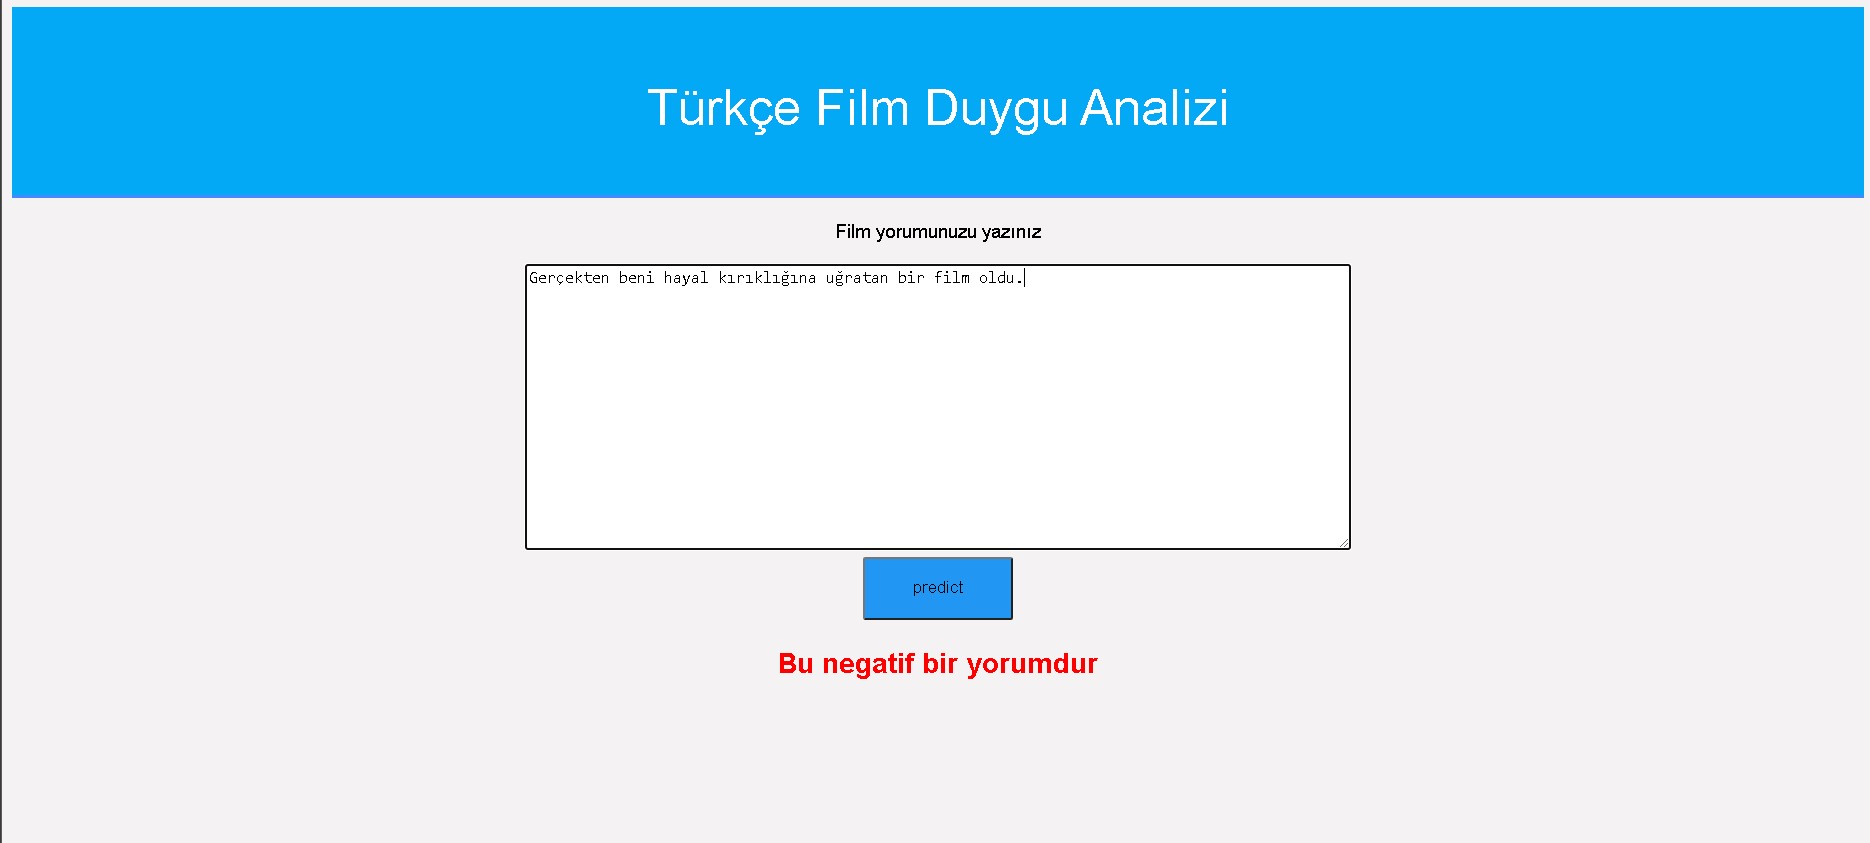 Türkçe Film Duygu Analizi
Film yorumunuzu yazınız
Gerçekten beni hayal kırıklığına uğratan bir film oldu.
predict
Bu negatif bir yorumdur